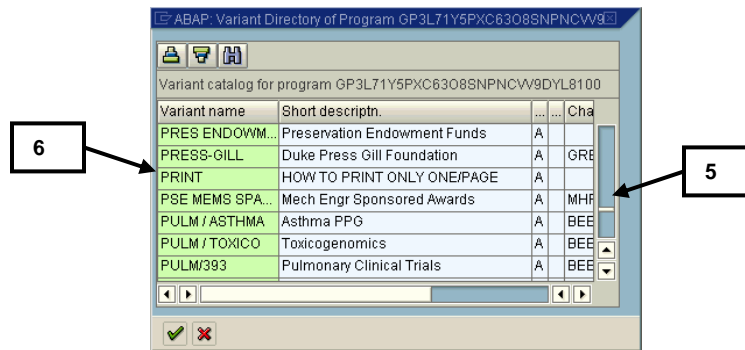 ABAP: Variant Directory of Program GP3L71Y5PXC63O8SNPNCVV9
Variant catalog for program GP3L71Y5PXC63O8SNPNCVV9DYL8100
Variant name Short descriptn. ... ... Cha
PRES ENDOWM... Preservation Endowment Funds A
PRESS-GILL Duke Press Gill Foundation A GRE
PRINT HOW TO PRINT ONLY ONE/PAGE A
PSE MEMS SPA... Mech Engr Sponsored Awards A MHF
PULM / ASTHMA Asthma PPG A BEE
PULM / TOXICO Toxicogenomics A BEE
PULM/393 Pulmonary Clinical Trials A BEE
6
5